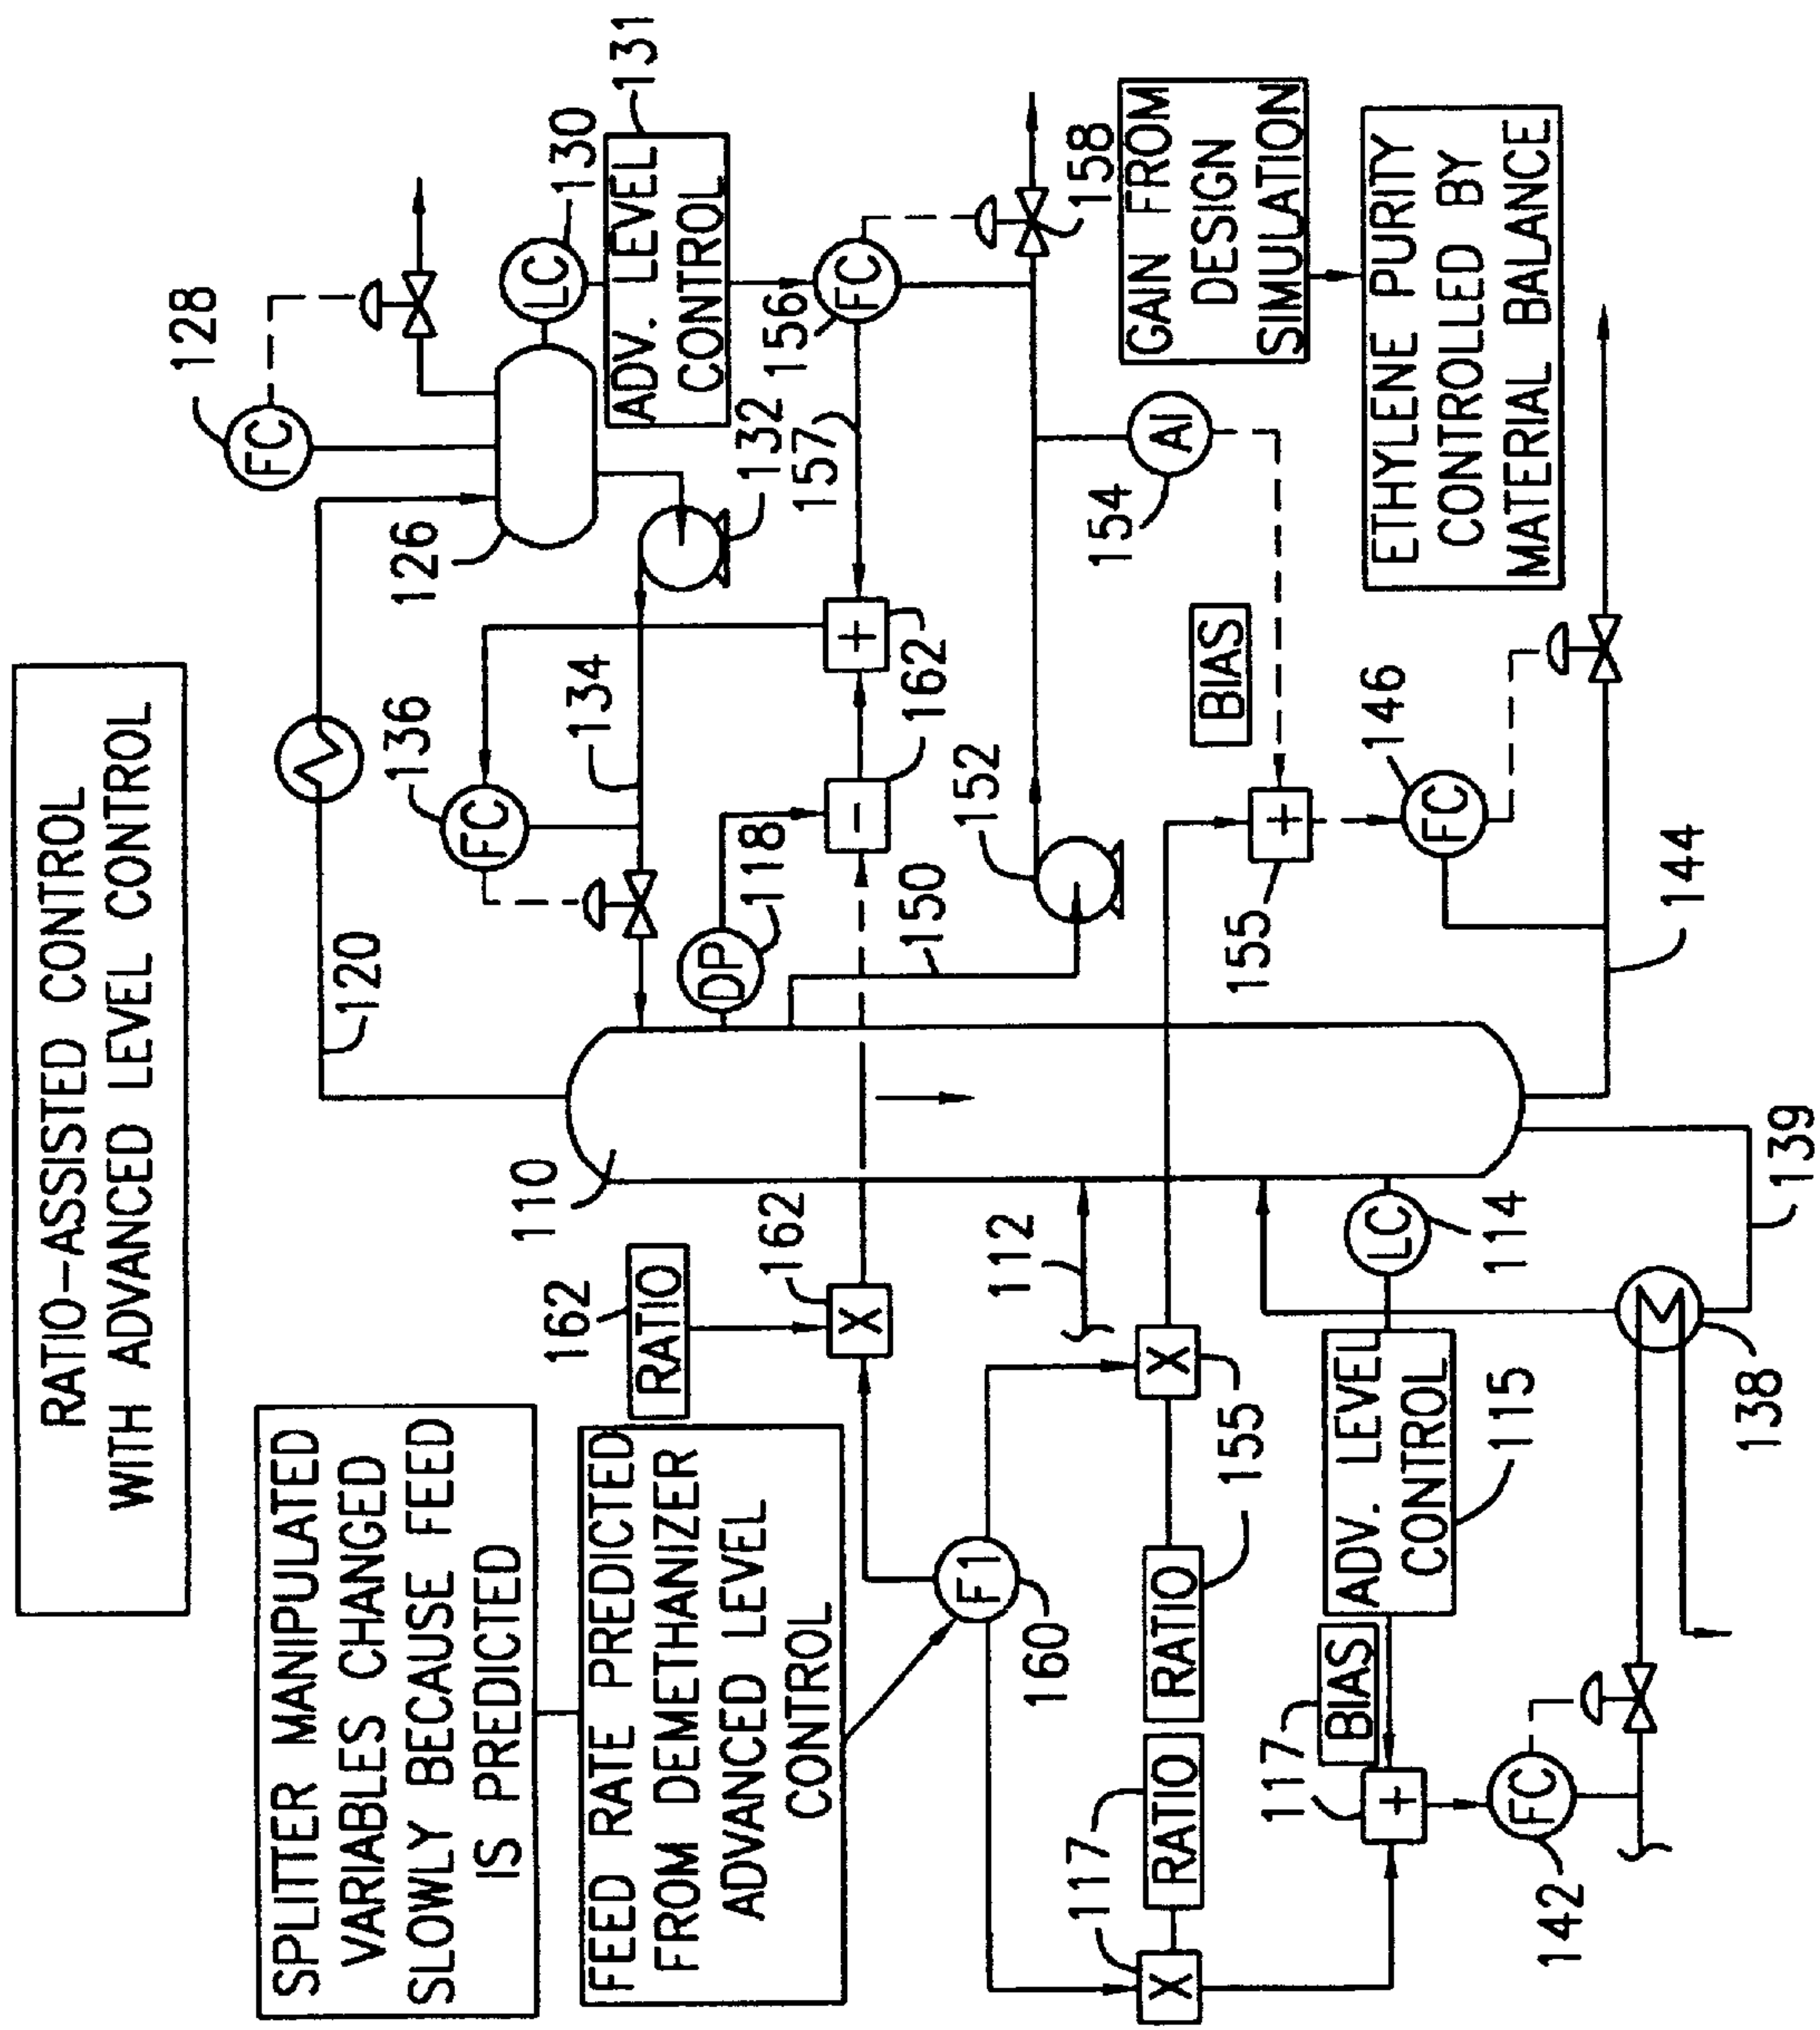 RATIO-ASSISTED CONTROL
WITH ADVANCED LEVEL CONTROL
SPLITTER MANIPULATED
VARIABLES CHANGED
SLOWLY BECAUSE FEED
IS PREDICTED
FEED RATE PREDICTED
FROM DEMETHANIZER
ADVANCED LEVEL
CONTROL
162
RATIO
162
X
110
120
136
FC
134
DP
118
-
162
+
162
128
FC
126
132
LC
130
ADV. LEVEL
CONTROL
131
156
FC
157
158
GAIN FROM
DESIGN
SIMULATION
ETHYLENE PURITY
CONTROLLED BY
MATERIAL BALANCE
150
152
154
AI
BIAS
155
+
146
FC
144
F1
160
112
X
155
RATIO
155
117
RATIO
117
X
ADV. LEVEL
CONTROL
115
LC
114
117
BIAS
+
142
FC
138
139